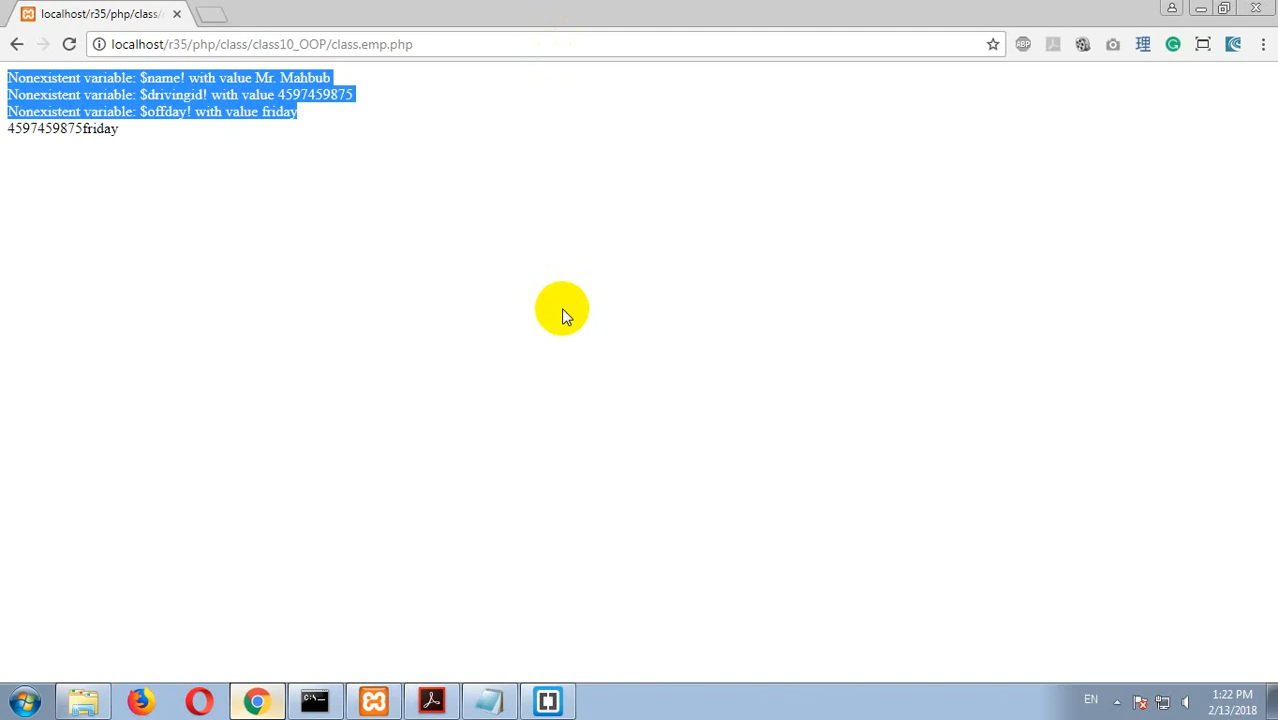 localhost/r35/php/class/
localhost/r35/php/class/class10_OOP/class.emp.php
ABP
理
Nonexistent variable: $name! with value Mr. Mahbub
Nonexistent variable: $drivingid! with value 4597459875
Nonexistent variable: $offday! with value friday
4597459875friday
C:\.
EN
1:22 PM
2/13/2018